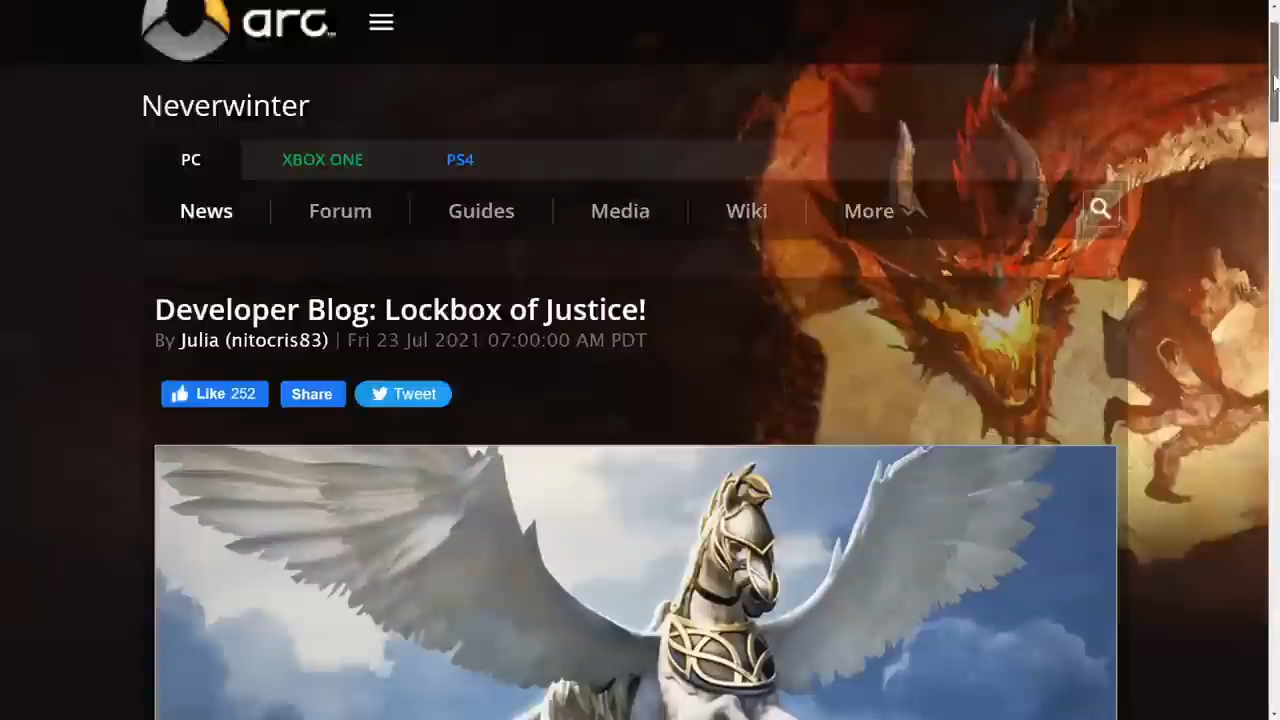 arc
Neverwinter
PC XBOX ONE PS4
News Forum Guides Media Wiki More
Developer Blog: Lockbox of Justice!
By Julia (nitocris83) | Fri 23 Jul 2021 07:00:00 AM PDT
Like 252 Share Tweet